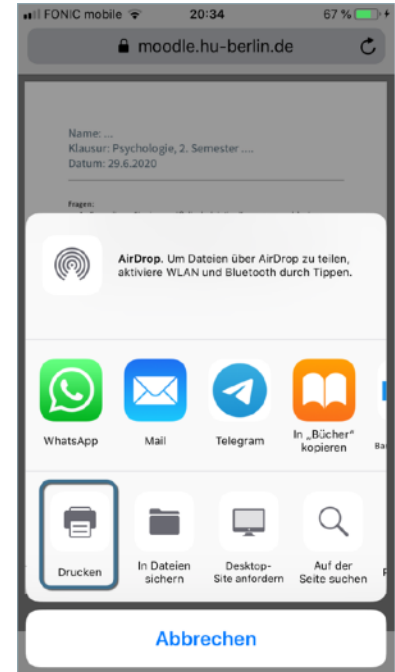 FONIC mobile 20:34 67 %
moodle.hu-berlin.de
Name: ...
Klausur: Psychologie, 2. Semester ....
Datum: 29.6.2020
Fragen:
AirDrop. Um Dateien über AirDrop zu teilen,
aktiviere WLAN und Bluetooth durch Tippen.
WhatsApp
Mail
Telegram
In „Bücher“
kopieren
Drucken
In Dateien
sichern
Desktop-
Site anfordern
Auf der
Seite suchen
Abbrechen